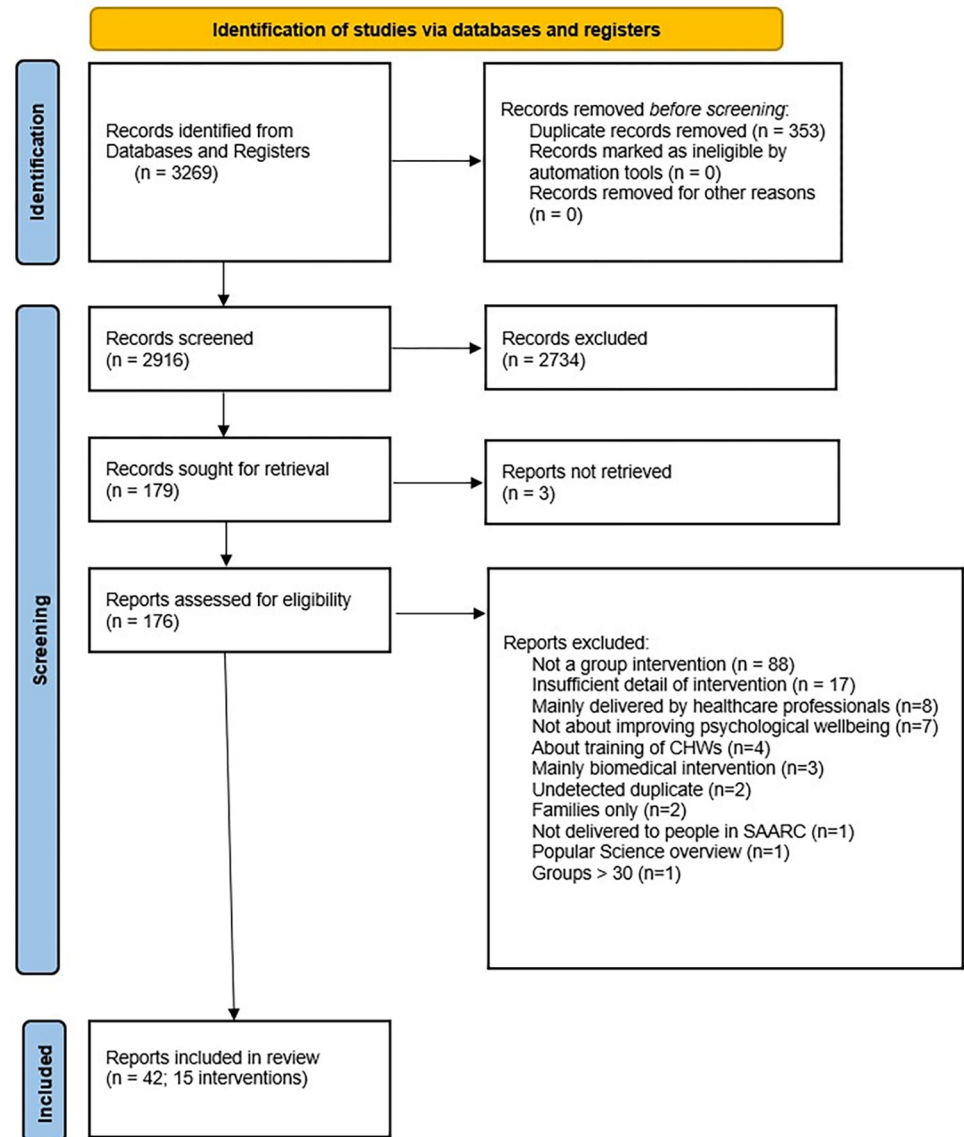 Identification of studies via databases and registers
Identification
Records identified from
Databases and Registers
(n = 3269)
Records removed before screening:
Duplicate records removed (n = 353)
Records marked as ineligible by
automation tools (n = 0)
Records removed for other reasons
(n = 0)
Screening
Records screened
(n = 2916)
Records excluded
(n = 2734)
Records sought for retrieval
(n = 179)
Reports not retrieved
(n = 3)
Reports assessed for eligibility
(n = 176)
Reports excluded:
Not a group intervention (n = 88)
Insufficient detail of intervention (n = 17)
Mainly delivered by healthcare professionals (n=8)
Not about improving psychological wellbeing (n=7)
About training of CHWs (n=4)
Mainly biomedical intervention (n=3)
Undetected duplicate (n=2)
Families only (n=2)
Not delivered to people in SAARC (n=1)
Popular Science overview (n=1)
Groups > 30 (n=1)
Included
Reports included in review
(n = 42; 15 interventions)